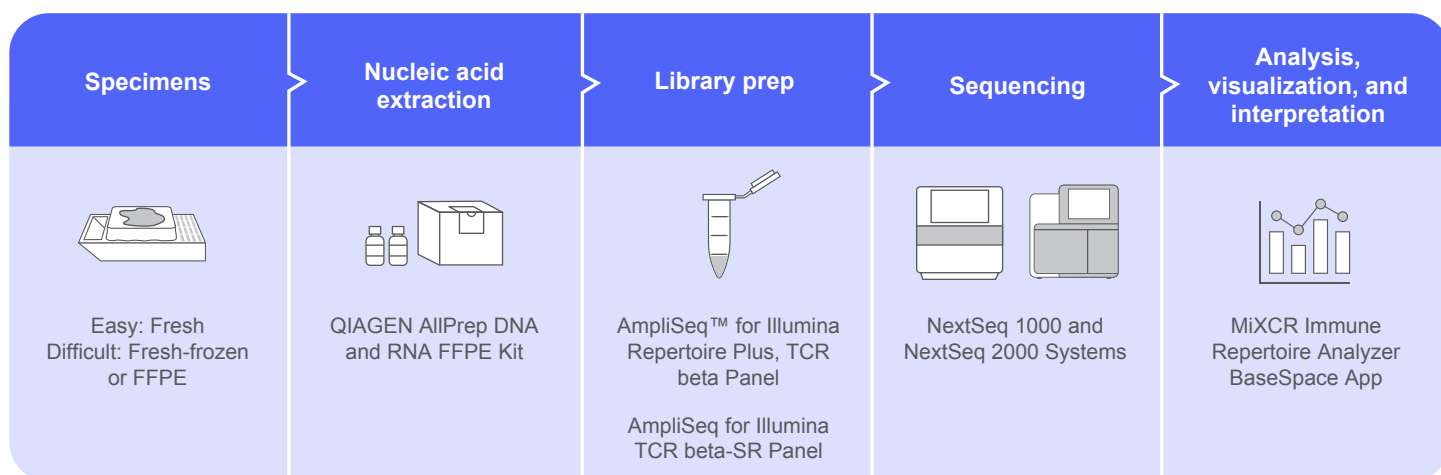 Specimens
Nucleic acid
extraction
Library prep
Sequencing
Analysis,
visualization, and
interpretation
Easy: Fresh
Difficult: Fresh-frozen
or FFPE
QIAGEN AllPrep DNA
and RNA FFPE Kit
AmpliSeq™ for Illumina
Repertoire Plus, TCR
beta Panel
AmpliSeq for Illumina
TCR beta-SR Panel
NextSeq 1000 and
NextSeq 2000 Systems
MiXCR Immune
Repertoire Analyzer
BaseSpace App